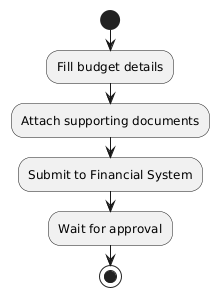 Fill budget details
Attach supporting documents
Submit to Financial System
Wait for approval